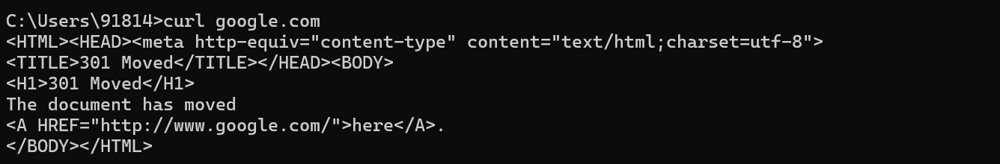 C:\Users\91814>curl google.com
<HTML><HEAD><meta http-equiv="content-type" content="text/html;charset=utf-8">
<TITLE>301 Moved</TITLE></HEAD><BODY>
<H1>301 Moved</H1>
The document has moved
<A HREF="http://www.google.com/">here</A>.
</BODY></HTML>